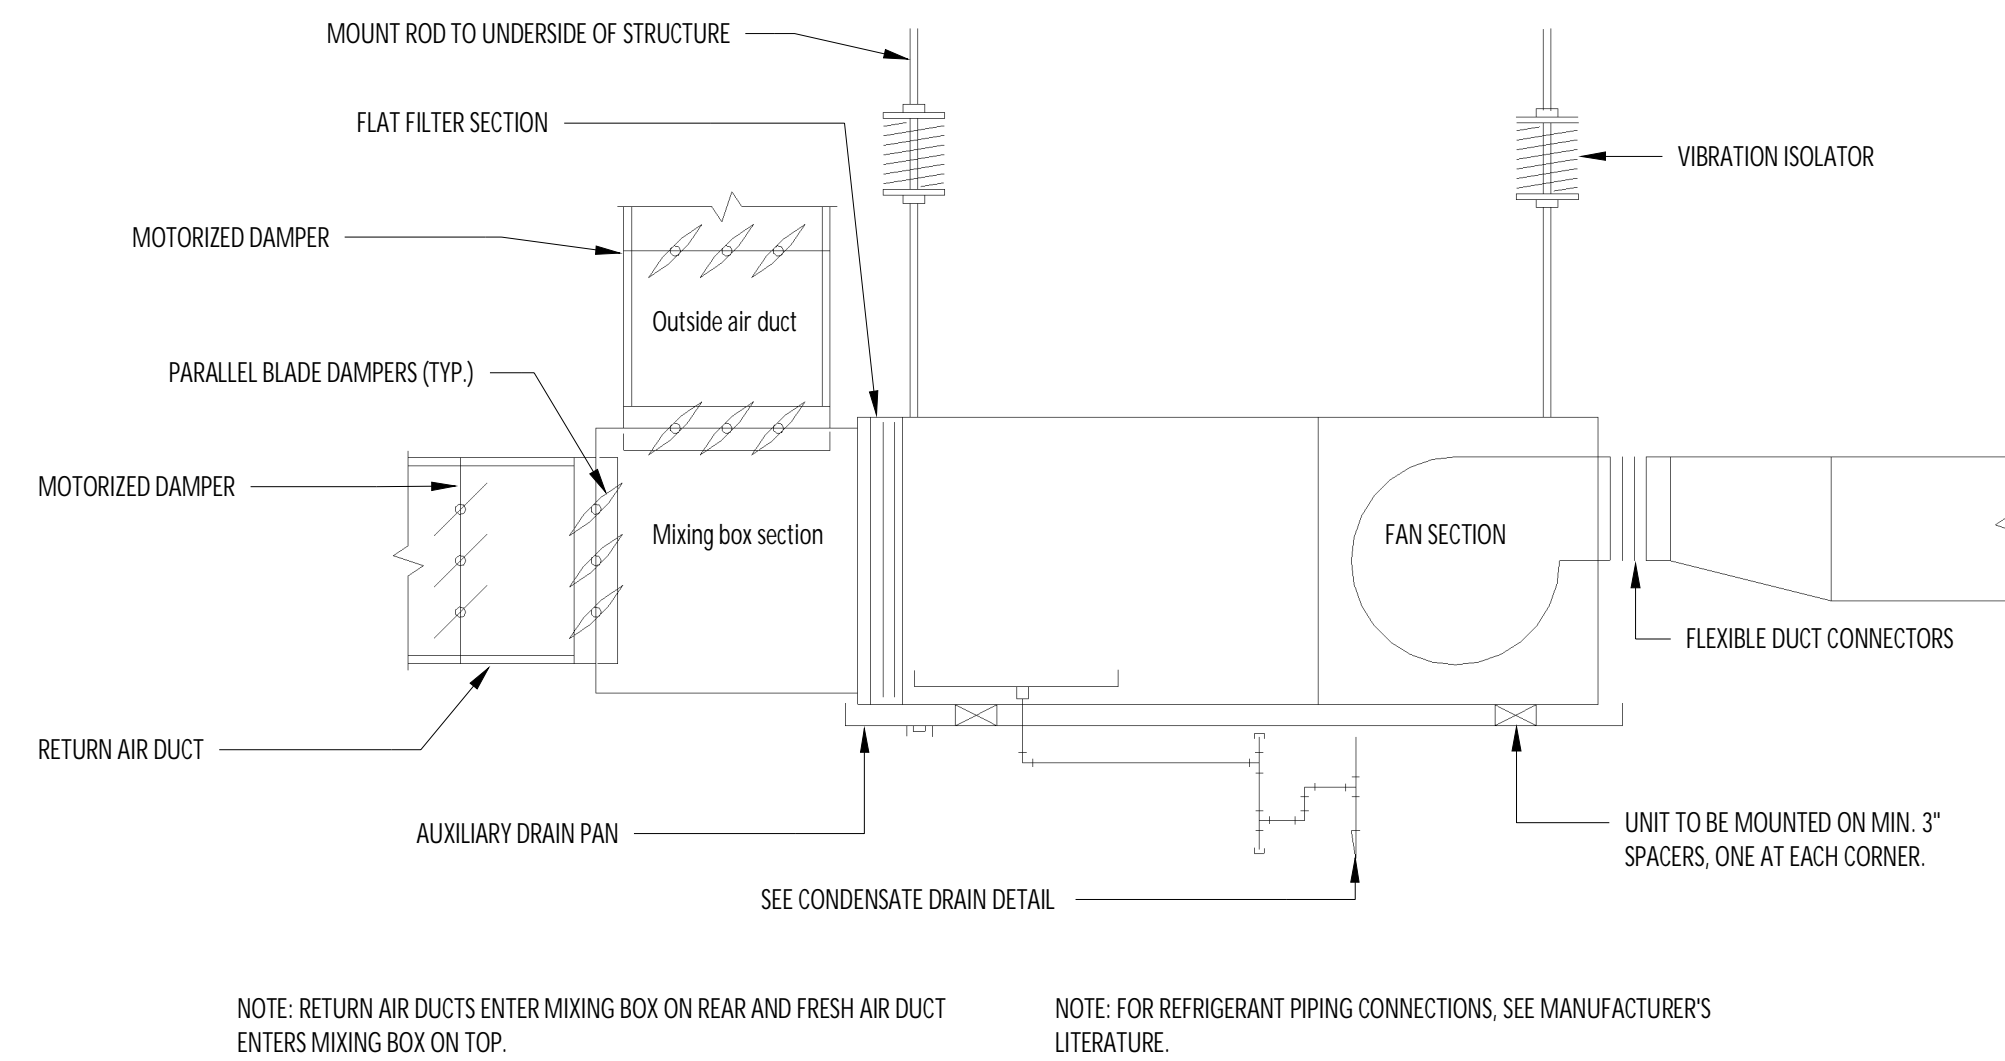 MOUNT ROD TO UNDERSIDE OF STRUCTURE
FLAT FILTER SECTION
VIBRATION ISOLATOR
MOTORIZED DAMPER
Outside air duct
PARALLEL BLADE DAMPERS (TYP.)
MOTORIZED DAMPER
Mixing box section
FAN SECTION
FLEXIBLE DUCT CONNECTORS
RETURN AIR DUCT
AUXILIARY DRAIN PAN
UNIT TO BE MOUNTED ON MIN. 3"
SPACERS, ONE AT EACH CORNER.
SEE CONDENSATE DRAIN DETAIL
NOTE: RETURN AIR DUCTS ENTER MIXING BOX ON REAR AND FRESH AIR DUCT
ENTERS MIXING BOX ON TOP.
NOTE: FOR REFRIGERANT PIPING CONNECTIONS, SEE MANUFACTURER'S
LITERATURE.